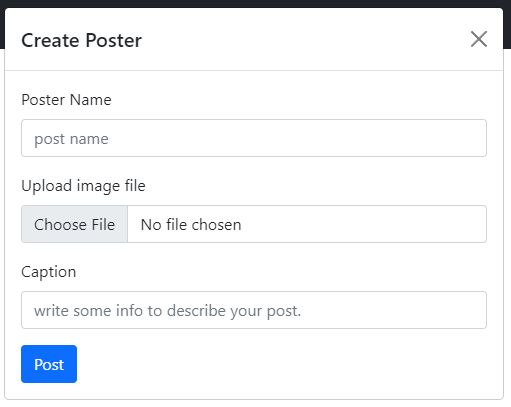 Create Poster
Poster Name
post name
Upload image file
Choose File No file chosen
Caption
write some info to describe your post.
Post